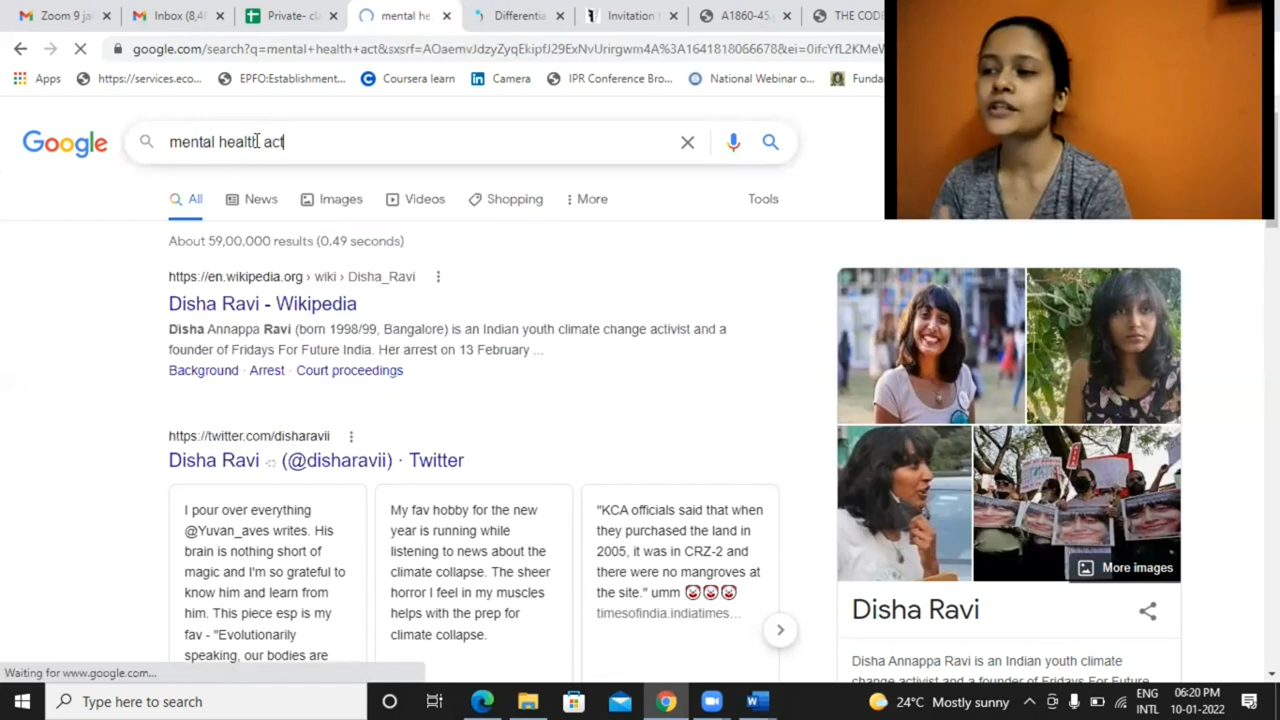 Zoom 9 ja
Inbox (8,4
Private- cl
mental he
Differentia
Invitation
A1860-45.
THE CODE
google.com/search?q=mental+health+act&sxsrf=AOaemvJdzyZyqEkipfJ29ExNvUrirgwm4A%3A1641818066678&ei=0ifcYfL2KMeW
Apps
https://services.eco...
EPFO:Establishment...
Coursera learn
Camera
IPR Conference Bro...
National Webinar o...
Funda
Google
mental health act
All
News
Images
Videos
Shopping
More
Tools
About 59,00,000 results (0.49 seconds)
https://en.wikipedia.org › wiki › Disha_Ravi
Disha Ravi - Wikipedia
Disha Annappa Ravi (born 1998/99, Bangalore) is an Indian youth climate change activist and a
founder of Fridays For Future India. Her arrest on 13 February ...
Background · Arrest · Court proceedings
https://twitter.com/disharavii
Disha Ravi (@disharavii) · Twitter
I pour over everything
@Yuvan_aves writes. His
brain is nothing short of
magic and I'm so grateful to
know him and learn from
him. This piece esp is my
fav - "Evolutionarily
speaking, our bodies are
My fav hobby for the new
year is running while
listening to news about the
climate collapse. The sheer
horror I feel in my muscles
helps with the prep for
climate collapse.
"KCA officials said that when
they purchased the land in
2005, it was in CRZ-2 and
there were no mangroves at
the site." umm 🤡🤡🤡
timesofindia.indiatimes...
More images
Disha Ravi
Disha Annappa Ravi is an Indian youth climate
change activist and a founder of Fridays For Future
Waiting for www.google.com...
Type here to search
24°C Mostly sunny
ENG
INTL
06:20 PM
10-01-2022